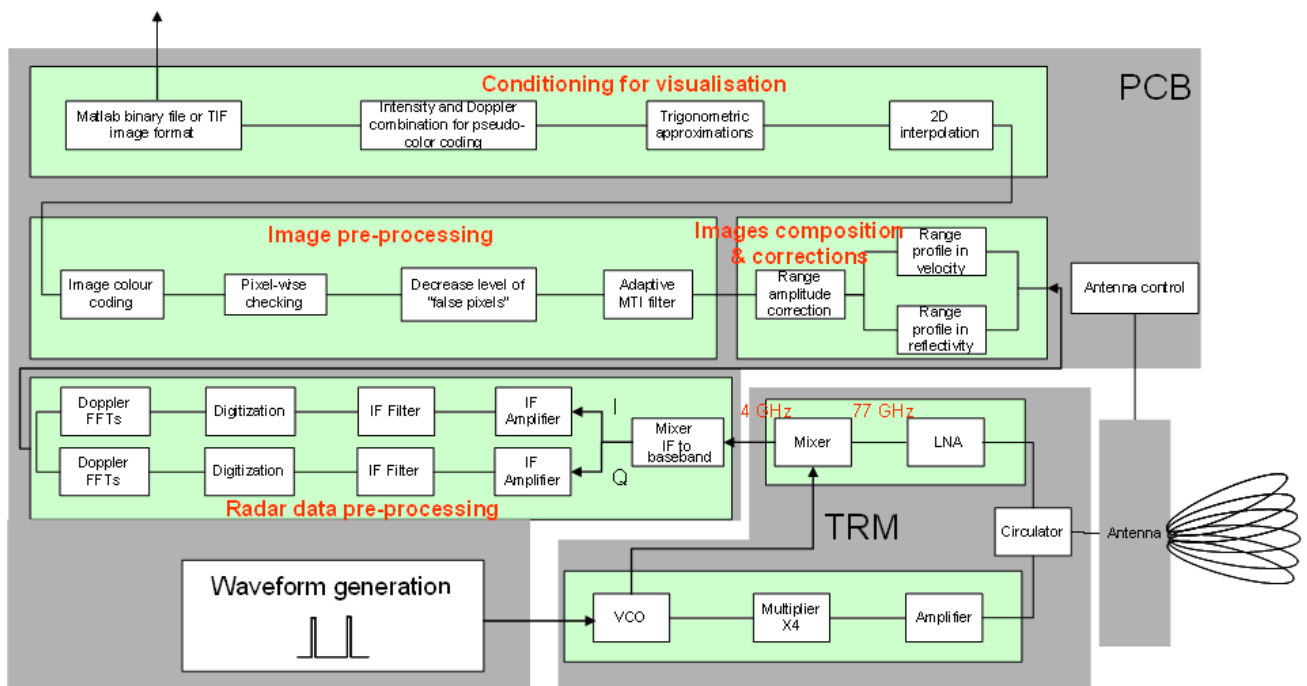 Conditioning for visualisation
PCB
Matlab binary file or TIF
image format
Intensity and Doppler
combination for pseudo-
color coding
Trigonometric
approximations
2D
interpolation
Image pre-processing
Images composition
& corrections
Image colour
coding
Pixel-wise
checking
Decrease level of
"false pixels"
Adaptive
MTI filter
Range
amplitude
correction
Range
profile in
velocity
Range
profile in
reflectivity
Antenna control
Doppler
FFTs
Digitization
IF Filter
IF
Amplifier
I
Doppler
FFTs
Digitization
IF Filter
IF
Amplifier
Q
Mixer
IF to
baseband
Radar data pre-processing
4 GHz
77 GHz
Mixer
LNA
TRM
Circulator
Antenna
Waveform generation
VCO
Multiplier
X4
Amplifier